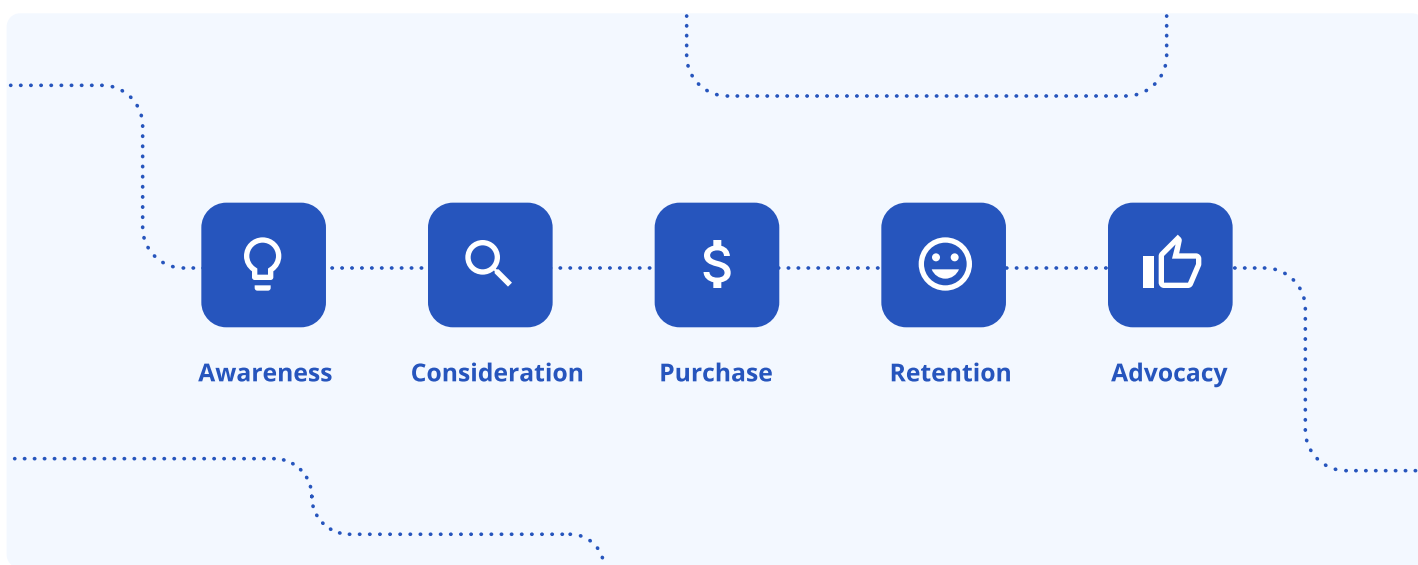 Awareness
Consideration
Purchase
Retention
Advocacy